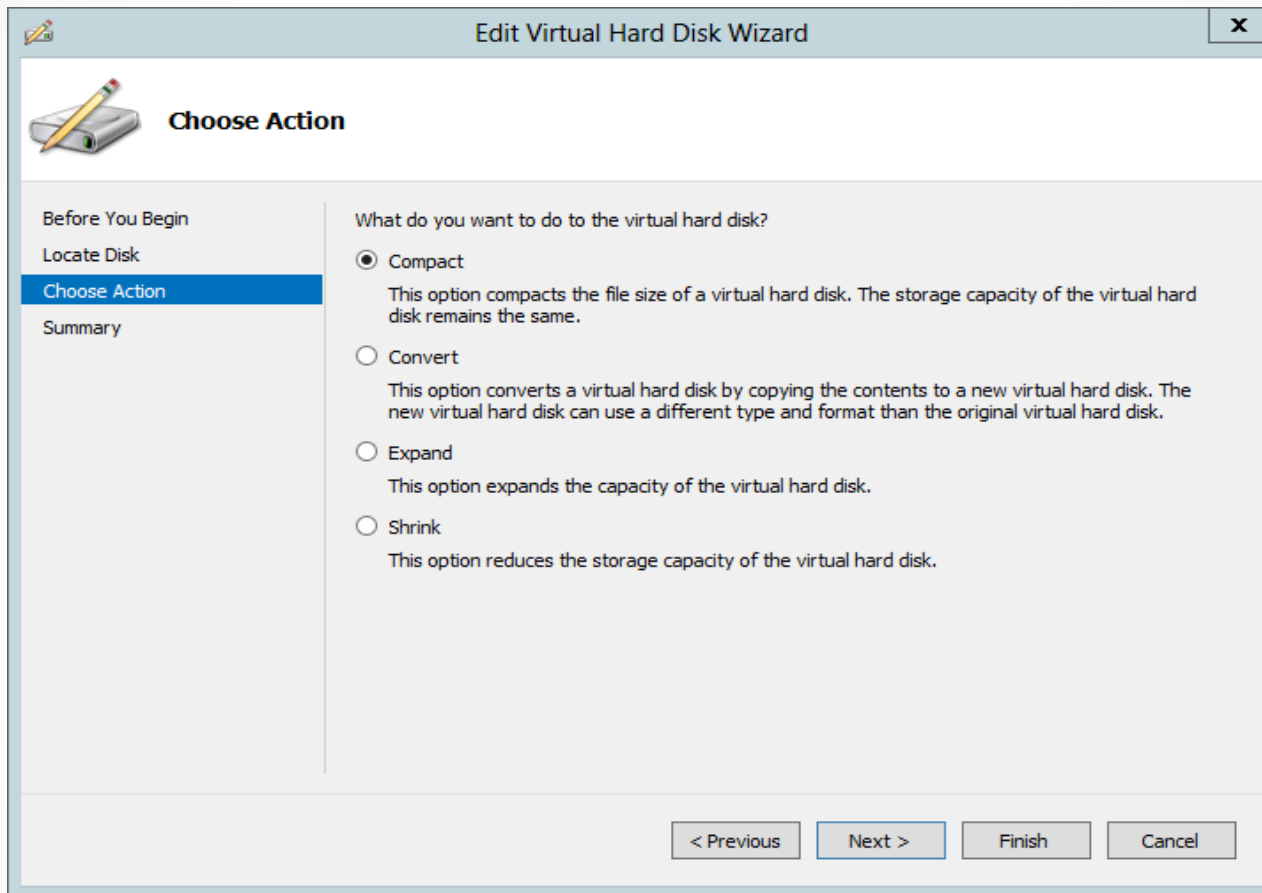 Edit Virtual Hard Disk Wizard
x
Choose Action
Before You Begin
Locate Disk
Choose Action
Summary
What do you want to do to the virtual hard disk?
Compact
This option compacts the file size of a virtual hard disk. The storage capacity of the virtual hard
disk remains the same.
Convert
This option converts a virtual hard disk by copying the contents to a new virtual hard disk. The
new virtual hard disk can use a different type and format than the original virtual hard disk.
Expand
This option expands the capacity of the virtual hard disk.
Shrink
This option reduces the storage capacity of the virtual hard disk.
< Previous
Next >
Finish
Cancel